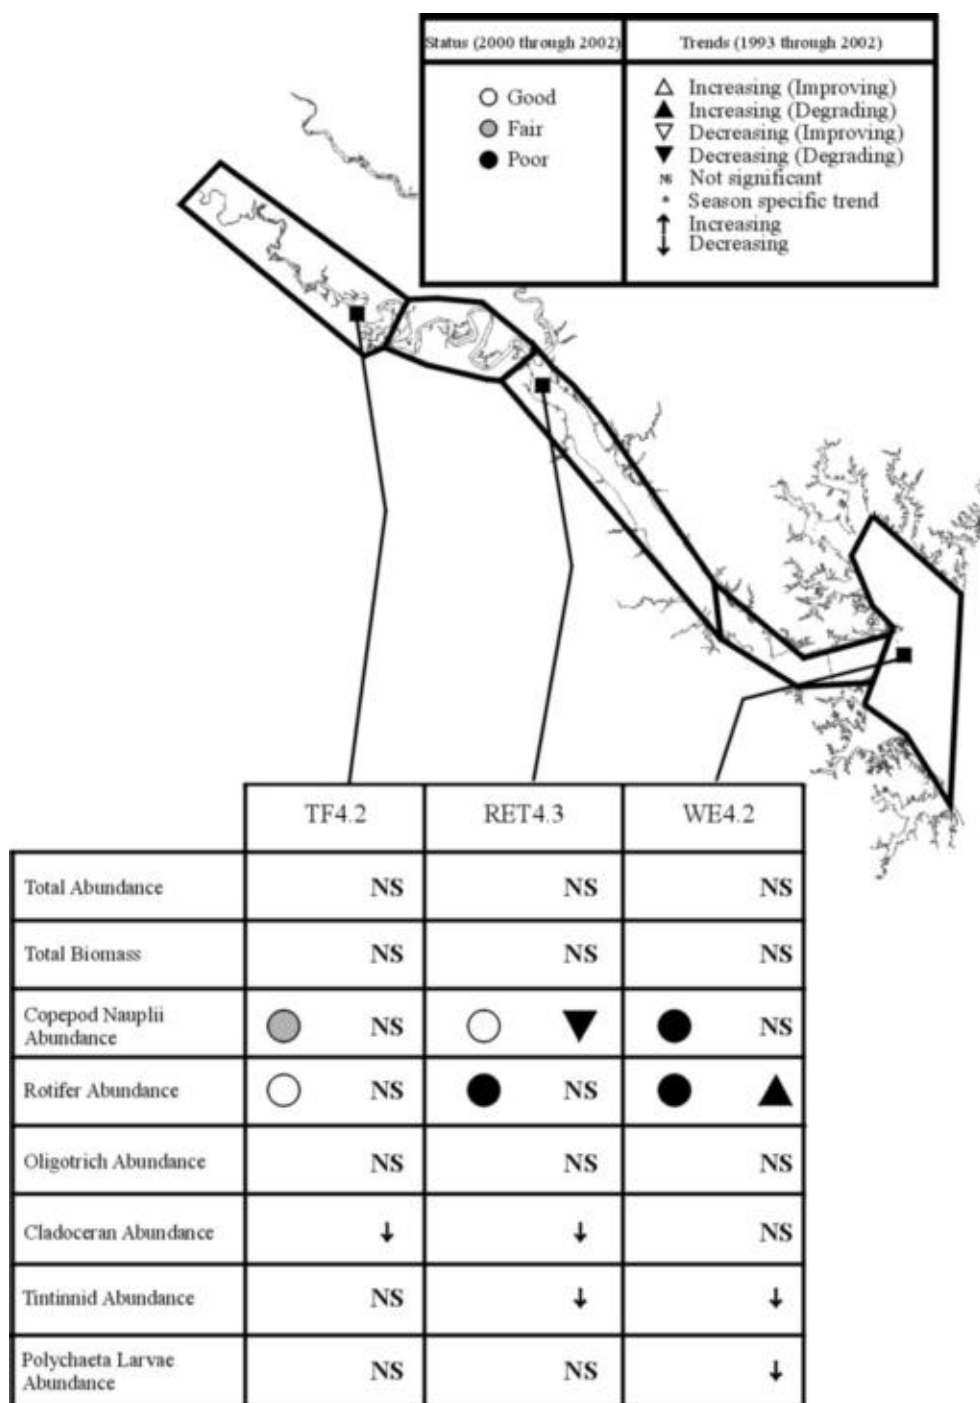 Status (2000 through 2002)
Trends (1993 through 2002)
Good
Fair
Poor
Increasing (Improving)
Increasing (Degrading)
Decreasing (Improving)
Decreasing (Degrading)
NS Not significant
* Season specific trend
↑ Increasing
↓ Decreasing
TF4.2 RET4.3 WE4.2
Total Abundance NS NS NS
Total Biomass NS NS NS
Copepod Nauplii
Abundance NS NS
Rotifer Abundance NS NS
Oligotrich Abundance NS NS NS
Cladoceran Abundance ↓ ↓ NS
Tintinnid Abundance NS ↓ ↓
Polychaeta Larvae
Abundance NS NS ↓